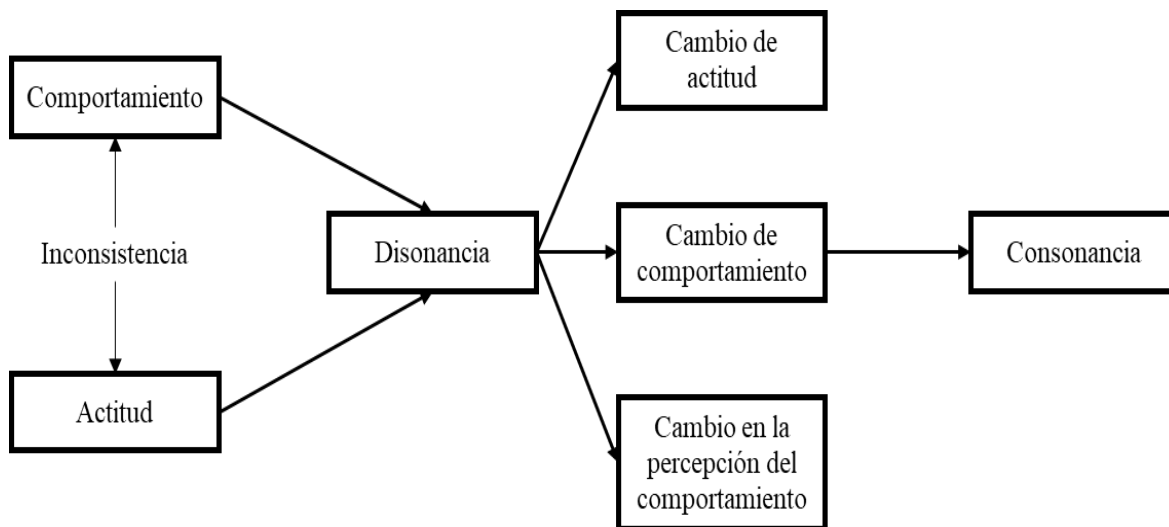 Comportamiento
Inconsistencia
Actitud
Disonancia
Cambio de
actitud
Cambio de
comportamiento
Cambio en la
percepción del
comportamiento
Consonancia